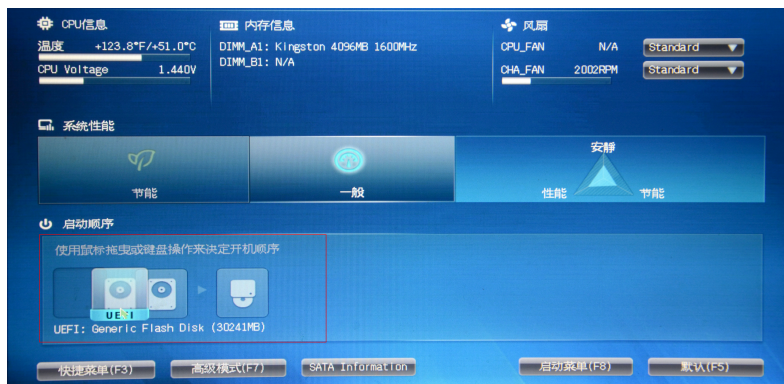 CPU信息
温度 +123.8°F/+51.0°C
CPU Voltage 1.440V
内存信息
DIMM_A1: Kingston 4096MB 1600MHz
DIMM_B1: N/A
风扇
CPU_FAN N/A Standard
CHA_FAN 2002RPM Standard
系统性能
节能
一般
安静
性能 节能
启动顺序
使用鼠标拖曳或键盘操作来决定开机顺序
UEFI
UEFI: Generic Flash Disk (30241MB)
快捷菜单(F3) 高级模式(F7) SATA Information 启动菜单(F8) 默认(F5)